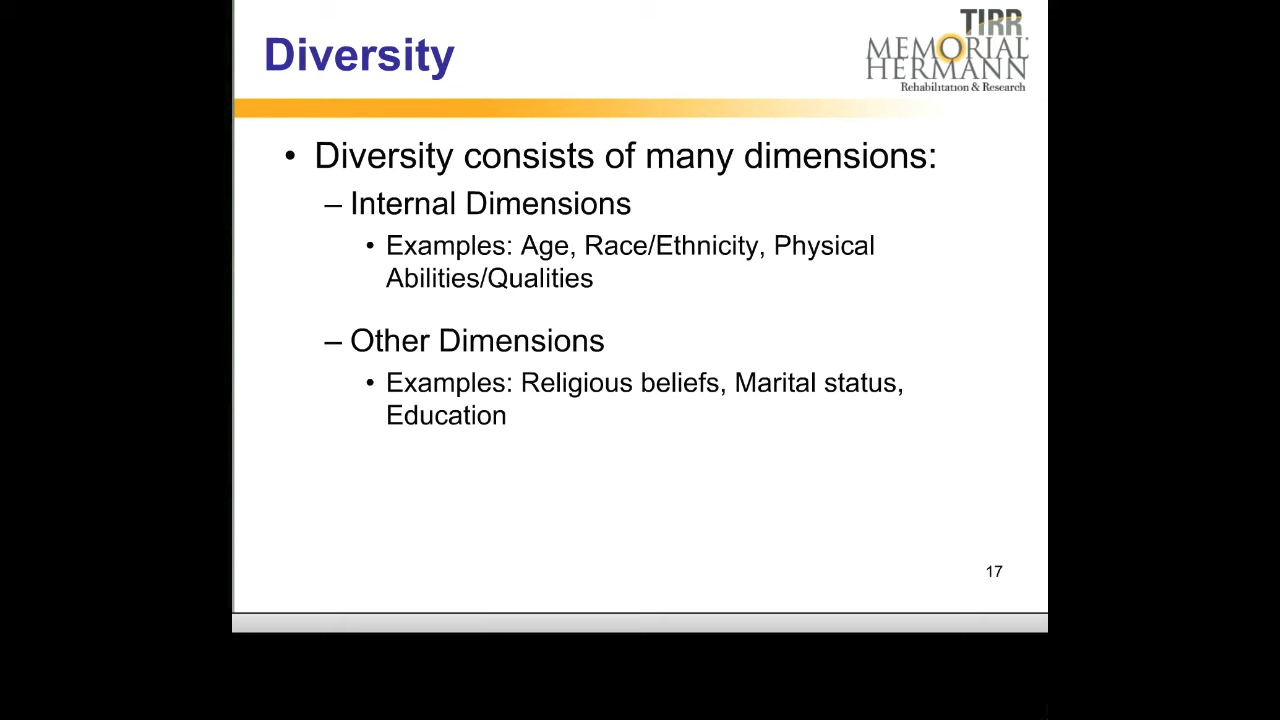 Diversity
TIRR
MEMORIAL
HERMANN
Rehabilitation & Research
• Diversity consists of many dimensions:
– Internal Dimensions
• Examples: Age, Race/Ethnicity, Physical
Abilities/Qualities
– Other Dimensions
• Examples: Religious beliefs, Marital status,
Education
17